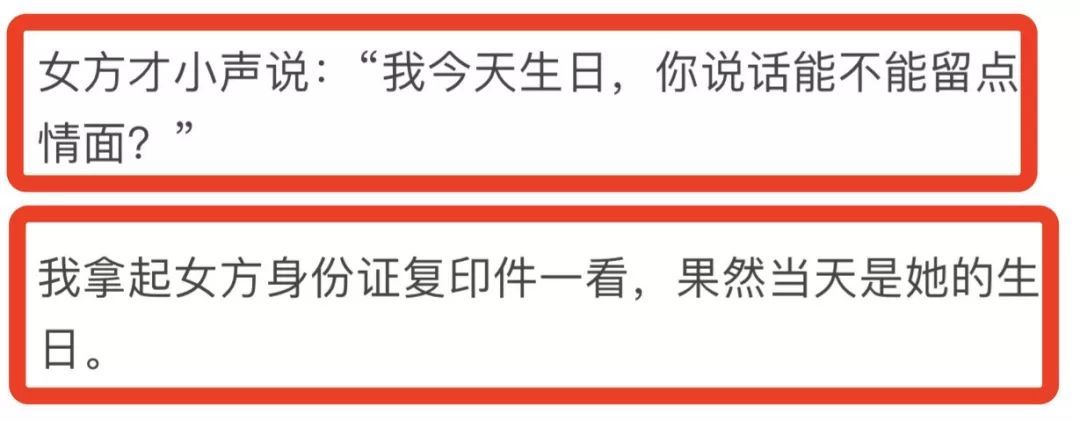 女方才小声说：“我今天生日，你说话能不能留点
情面？”
我拿起女方身份证复印件一看，果然当天是她的生
日。